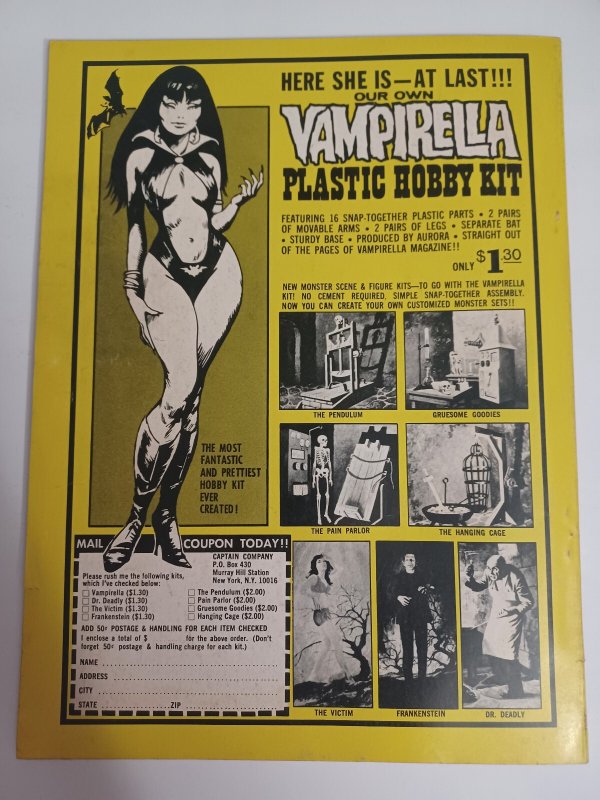 HERE SHE IS—AT LAST!!!
OUR OWN
VAMPIRELLA
PLASTIC HOBBY KIT
FEATURING 16 SNAP-TOGETHER PLASTIC PARTS • 2 PAIRS
OF MOVABLE ARMS • 2 PAIRS OF LEGS • SEPARATE BAT
• STURDY BASE • PRODUCED BY AURORA • STRAIGHT OUT
OF THE PAGES OF VAMPIRELLA MAGAZINE!!
ONLY $1.30
NEW MONSTER SCENE & FIGURE KITS—TO GO WITH THE VAMPIRELLA
KIT! NO CEMENT REQUIRED, SIMPLE SNAP-TOGETHER ASSEMBLY.
NOW YOU CAN CREATE YOUR OWN CUSTOMIZED MONSTER SETS!!
THE PENDULUM
GRUESOME GOODIES
THE PAIN PARLOR
THE HANGING CAGE
THE VICTIM
FRANKENSTEIN
DR. DEADLY
THE MOST
FANTASTIC
AND PRETTIEST
HOBBY KIT
EVER
CREATED!
MAIL COUPON TODAY!!
CAPTAIN COMPANY
P.O. Box 430
Murray Hill Station
New York, N.Y. 10016
Please rush me the following kits,
which I've checked below:
Vampirella ($1.30)
Dr. Deadly ($1.30)
The Victim ($1.30)
Frankenstein ($1.30)
The Pendulum ($2.00)
Pain Parlor ($2.00)
Gruesome Goodies ($2.00)
Hanging Cage ($2.00)
ADD 50¢ POSTAGE & HANDLING FOR EACH ITEM CHECKED
I enclose a total of $ for the above order. (Don't
forget 50¢ postage & handling charge for each kit.)
NAME
ADDRESS
CITY
STATE ZIP